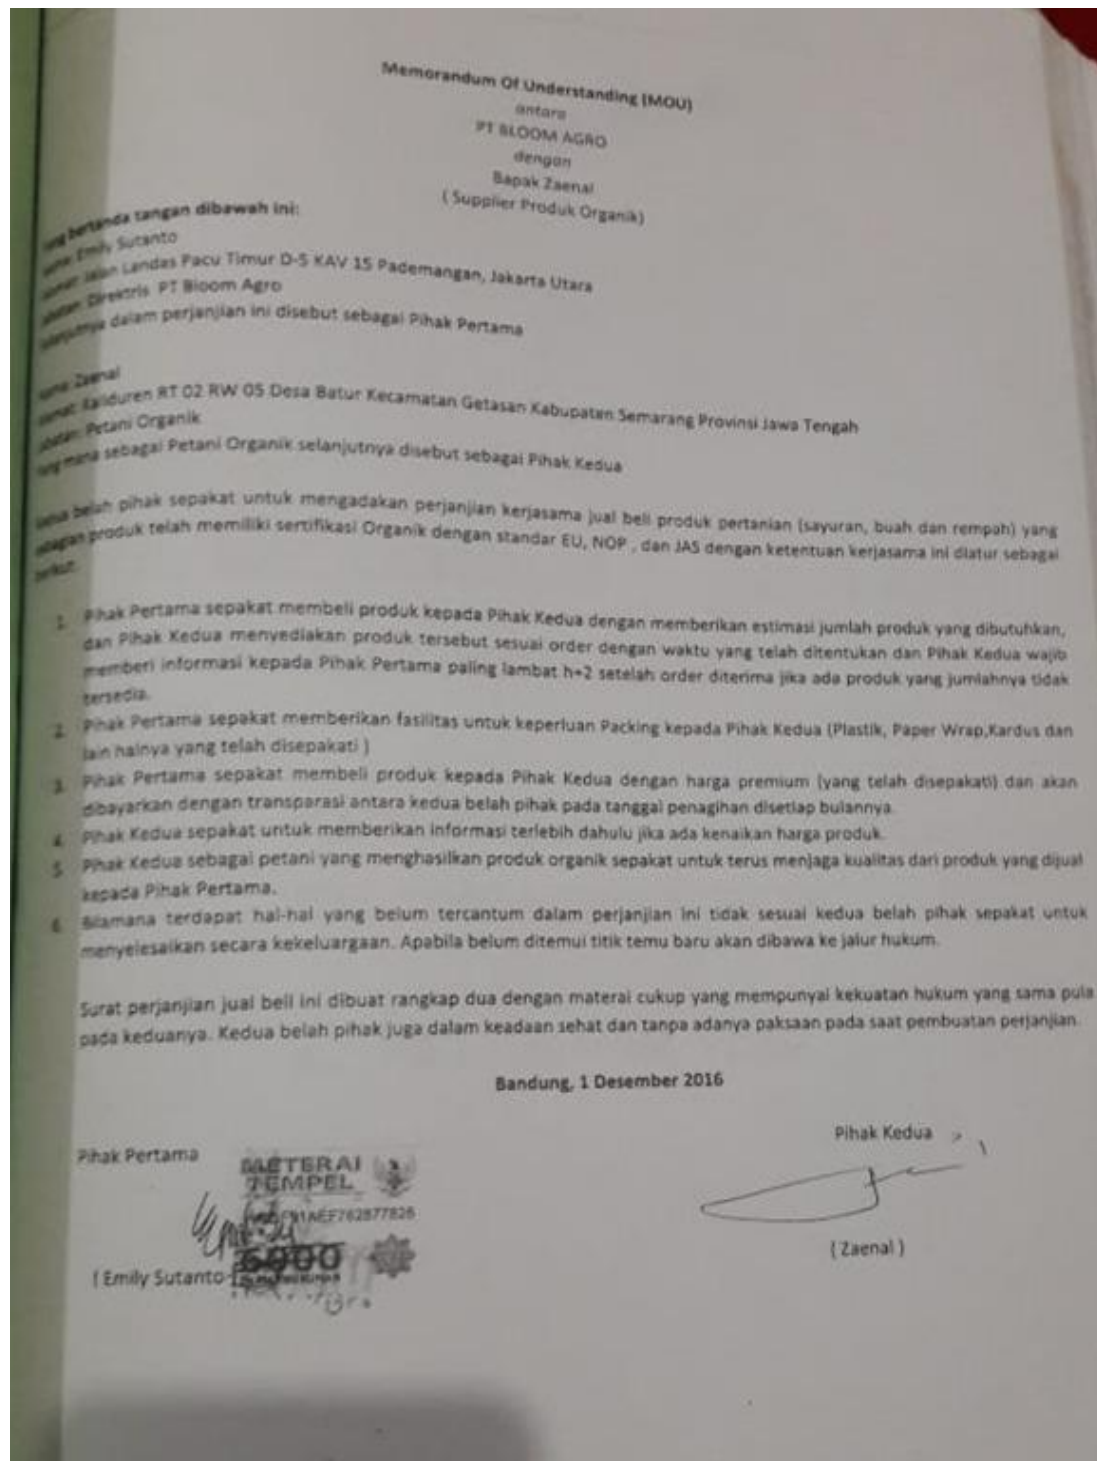 Memorandum Of Understanding (MOU)
antara
PT BLOOM AGRO
dengan
Bapak Zaenal
( Supplier Produk Organik)
bertanda tangan dibawah ini:
Emily Sutanto
Jalan Landas Pacu Timur D-5 KAV 15 Pademangan, Jakarta Utara
Direktris PT Bloom Agro
dalam perjanjian ini disebut sebagai Pihak Pertama
Zaenal
Kaliduren RT 02 RW 05 Desa Batur Kecamatan Getasan Kabupaten Semarang Provinsi Jawa Tengah
Petani Organik
mana sebagai Petani Organik selanjutnya disebut sebagai Pihak Kedua
belah pihak sepakat untuk mengadakan perjanjian kerjasama jual beli produk pertanian (sayuran, buah dan rempah) yang
produk telah memiliki sertifikasi Organik dengan standar EU, NOP , dan JAS dengan ketentuan kerjasama ini diatur sebagai
berikut:
1. Pihak Pertama sepakat membeli produk kepada Pihak Kedua dengan memberikan estimasi jumlah produk yang dibutuhkan,
dan Pihak Kedua menyediakan produk tersebut sesuai order dengan waktu yang telah ditentukan dan Pihak Kedua wajib
memberi informasi kepada Pihak Pertama paling lambat h+2 setelah order diterima jika ada produk yang jumlahnya tidak
tersedia.
2. Pihak Pertama sepakat memberikan fasilitas untuk keperluan Packing kepada Pihak Kedua (Plastik, Paper Wrap,Kardus dan
lain halnya yang telah disepakati )
3. Pihak Pertama sepakat membeli produk kepada Pihak Kedua dengan harga premium (yang telah disepakati) dan akan
dibayarkan dengan transparasi antara kedua belah pihak pada tanggal penagihan disetiap bulannya.
4. Pihak Kedua sepakat untuk memberikan informasi terlebih dahulu jika ada kenaikan harga produk.
5. Pihak Kedua sebagai petani yang menghasilkan produk organik sepakat untuk terus menjaga kualitas dari produk yang dijual
kepada Pihak Pertama.
6. Bilamana terdapat hal-hal yang belum tercantum dalam perjanjian ini tidak sesuai kedua belah pihak sepakat untuk
menyelesaikan secara kekeluargaan. Apabila belum ditemui titik temu baru akan dibawa ke jalur hukum.
Surat perjanjian jual beli ini dibuat rangkap dua dengan materai cukup yang mempunyai kekuatan hukum yang sama pula
pada keduanya. Kedua belah pihak juga dalam keadaan sehat dan tanpa adanya paksaan pada saat pembuatan perjanjian.
Bandung, 1 Desember 2016
Pihak Pertama
Pihak Kedua
METERAI
TEMPEL
6000
( Emily Sutanto
( Zaenal )